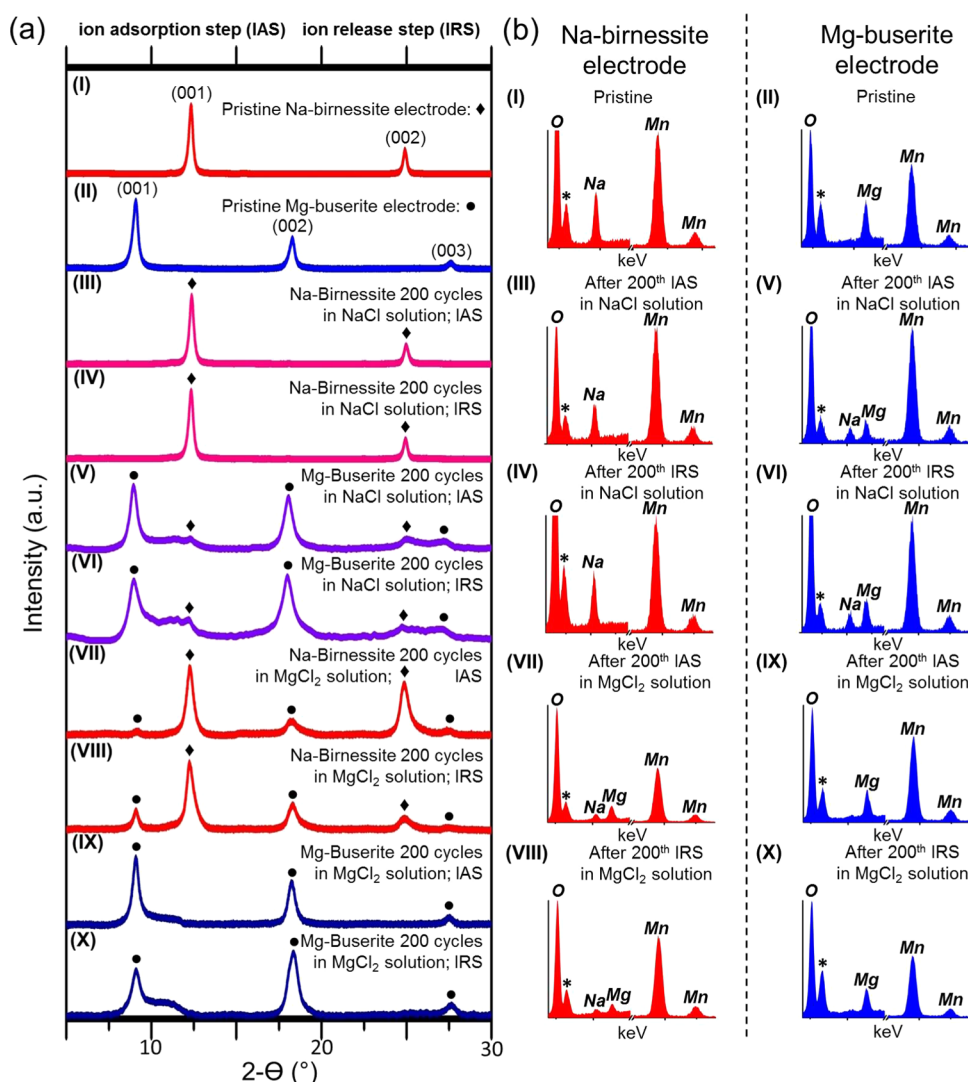 (a)
ion adsorption step (IAS) ion release step (IRS)
(I)
(001)
Pristine Na-birnessite electrode: ♦
(002)
(II)
(001)
Pristine Mg-buserite electrode: ●
(002)
(003)
(III)
♦
Na-Birnessite 200 cycles
in NaCl solution; IAS
♦
(IV)
♦
Na-Birnessite 200 cycles
in NaCl solution; IRS
♦
(V)
Mg-Buserite 200 cycles
in NaCl solution; IAS
● ♦ ● ♦ ●
(VI)
Mg-Buserite 200 cycles
in NaCl solution; IRS
● ♦ ● ♦ ●
(VII)
Na-Birnessite 200 cycles
in MgCl₂ solution; IAS
● ♦ ● ♦ ●
(VIII)
Na-Birnessite 200 cycles
in MgCl₂ solution; IRS
● ♦ ● ♦ ●
(IX)
Mg-Buserite 200 cycles
in MgCl₂ solution; IAS
● ● ●
(X)
Mg-Buserite 200 cycles
in MgCl₂ solution; IRS
● ● ●
Intensity (a.u.)
10 20 30
2-Ɵ (°)
(b)
Na-birnessite
electrode
Mg-buserite
electrode
(I)
Pristine
O * Na Mn Mn
keV
(II)
Pristine
O * Mg Mn Mn
keV
(III)
After 200th IAS
in NaCl solution
O * Na Mn Mn
keV
(V)
After 200th IAS
in NaCl solution
O * Na Mg Mn Mn
keV
(IV)
After 200th IRS
in NaCl solution
O * Na Mn Mn
keV
(VI)
After 200th IRS
in NaCl solution
O * Na Mg Mn Mn
keV
(VII)
After 200th IAS
in MgCl₂ solution
O * Na Mg Mn Mn
keV
(IX)
After 200th IAS
in MgCl₂ solution
O * Mg Mn Mn
keV
(VIII)
After 200th IRS
in MgCl₂ solution
O * Na Mg Mn Mn
keV
(X)
After 200th IRS
in MgCl₂ solution
O * Mg Mn Mn
keV